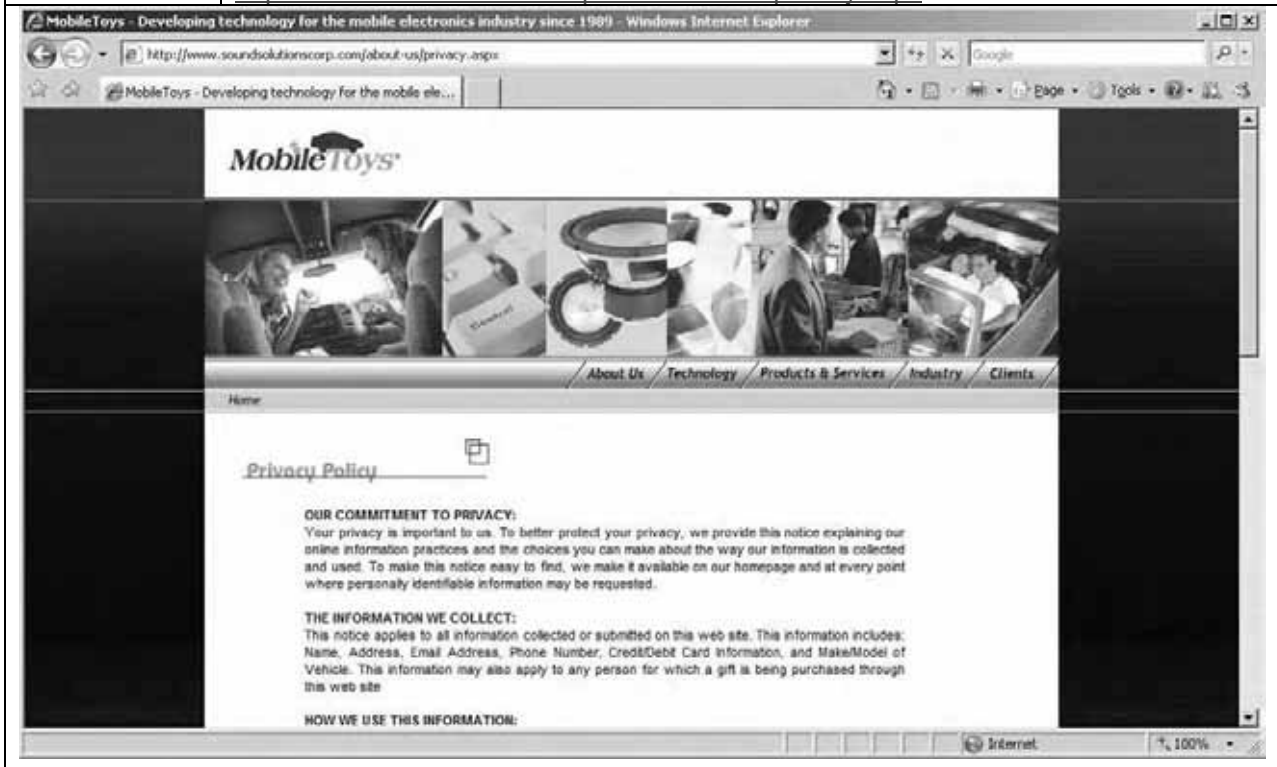 MobileToys - Developing technology for the mobile electronics industry since 1989 - Windows Internet Explorer
http://www.soundsolutionscorp.com/about-us/privacy.aspx
Google
MobileToys - Developing technology for the mobile ele...
Page
Tools
MobileToys
About Us
Technology
Products & Services
Industry
Clients
Home
Privacy Policy
OUR COMMITMENT TO PRIVACY:
Your privacy is important to us. To better protect your privacy, we provide this notice explaining our
online information practices and the choices you can make about the way our information is collected
and used. To make this notice easy to find, we make it available on our homepage and at every point
where personally identifiable information may be requested.
THE INFORMATION WE COLLECT:
This notice applies to all information collected or submitted on this web site. This information includes:
Name, Address, Email Address, Phone Number, Credit/Debit Card Information, and Make/Model of
Vehicle. This information may also apply to any person for which a gift is being purchased through
this web site
HOW WE USE THIS INFORMATION:
Internet
100%